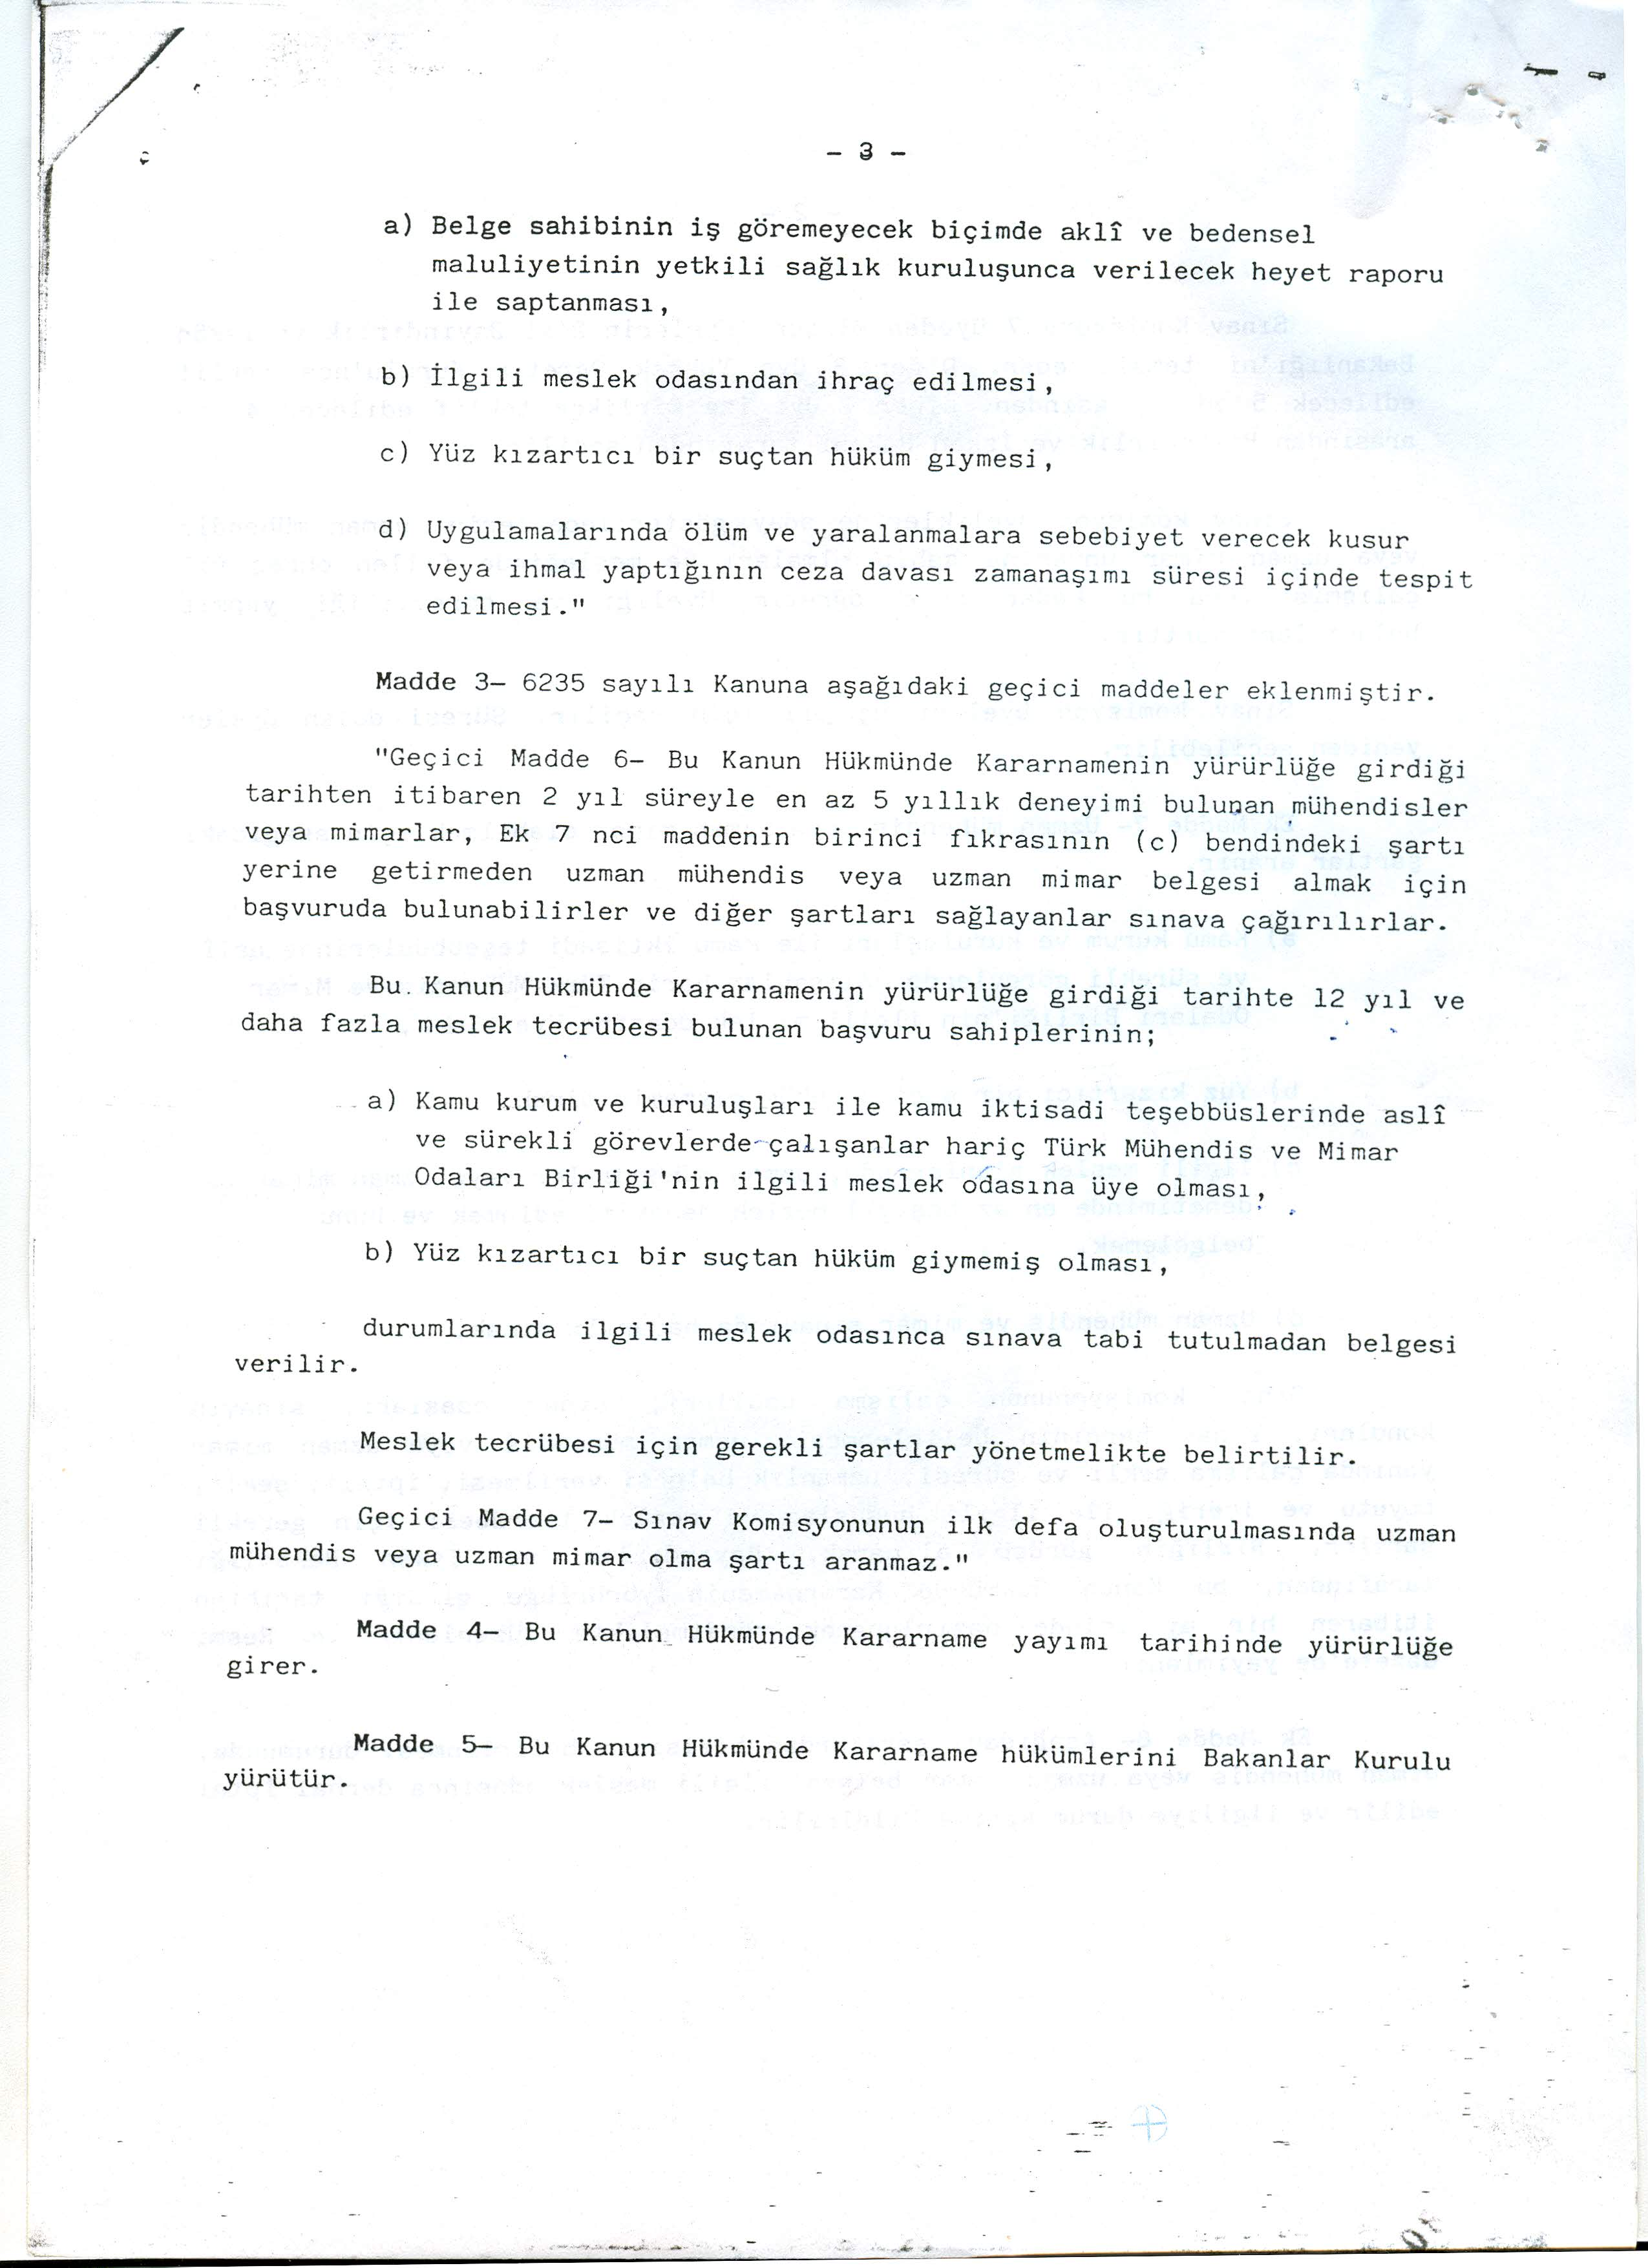 - 3 -
a) Belge sahibinin iş göremeyecek biçimde aklî ve bedensel
maluliyetinin yetkili sağlık kuruluşunca verilecek heyet raporu
ile saptanması,
b) İlgili meslek odasından ihraç edilmesi,
c) Yüz kızartıcı bir suçtan hüküm giymesi,
d) Uygulamalarında ölüm ve yaralanmalara sebebiyet verecek kusur
veya ihmal yaptığının ceza davası zamanaşımı süresi içinde tespit
edilmesi."
Madde 3- 6235 sayılı Kanuna aşağıdaki geçici maddeler eklenmiştir.
"Geçici Madde 6- Bu Kanun Hükmünde Kararnamenin yürürlüğe girdiği
tarihten itibaren 2 yıl süreyle en az 5 yıllık deneyimi bulunan mühendisler
veya mimarlar, Ek 7 nci maddenin birinci fıkrasının (c) bendindeki şartı
yerine getirmeden uzman mühendis veya uzman mimar belgesi almak için
başvuruda bulunabilirler ve diğer şartları sağlayanlar sınava çağırılırlar.
Bu Kanun Hükmünde Kararnamenin yürürlüğe girdiği tarihte 12 yıl ve
daha fazla meslek tecrübesi bulunan başvuru sahiplerinin;
a) Kamu kurum ve kuruluşları ile kamu iktisadi teşebbüslerinde aslî
ve sürekli görevlerde çalışanlar hariç Türk Mühendis ve Mimar
Odaları Birliği'nin ilgili meslek odasına üye olması,
b) Yüz kızartıcı bir suçtan hüküm giymemiş olması,
durumlarında ilgili meslek odasınca sınava tabi tutulmadan belgesi
verilir.
Meslek tecrübesi için gerekli şartlar yönetmelikte belirtilir.
Geçici Madde 7- Sınav Komisyonunun ilk defa oluşturulmasında uzman
mühendis veya uzman mimar olma şartı aranmaz."
Madde 4- Bu Kanun Hükmünde Kararname yayımı tarihinde yürürlüğe
girer.
Madde 5- Bu Kanun Hükmünde Kararname hükümlerini Bakanlar Kurulu
yürütür.